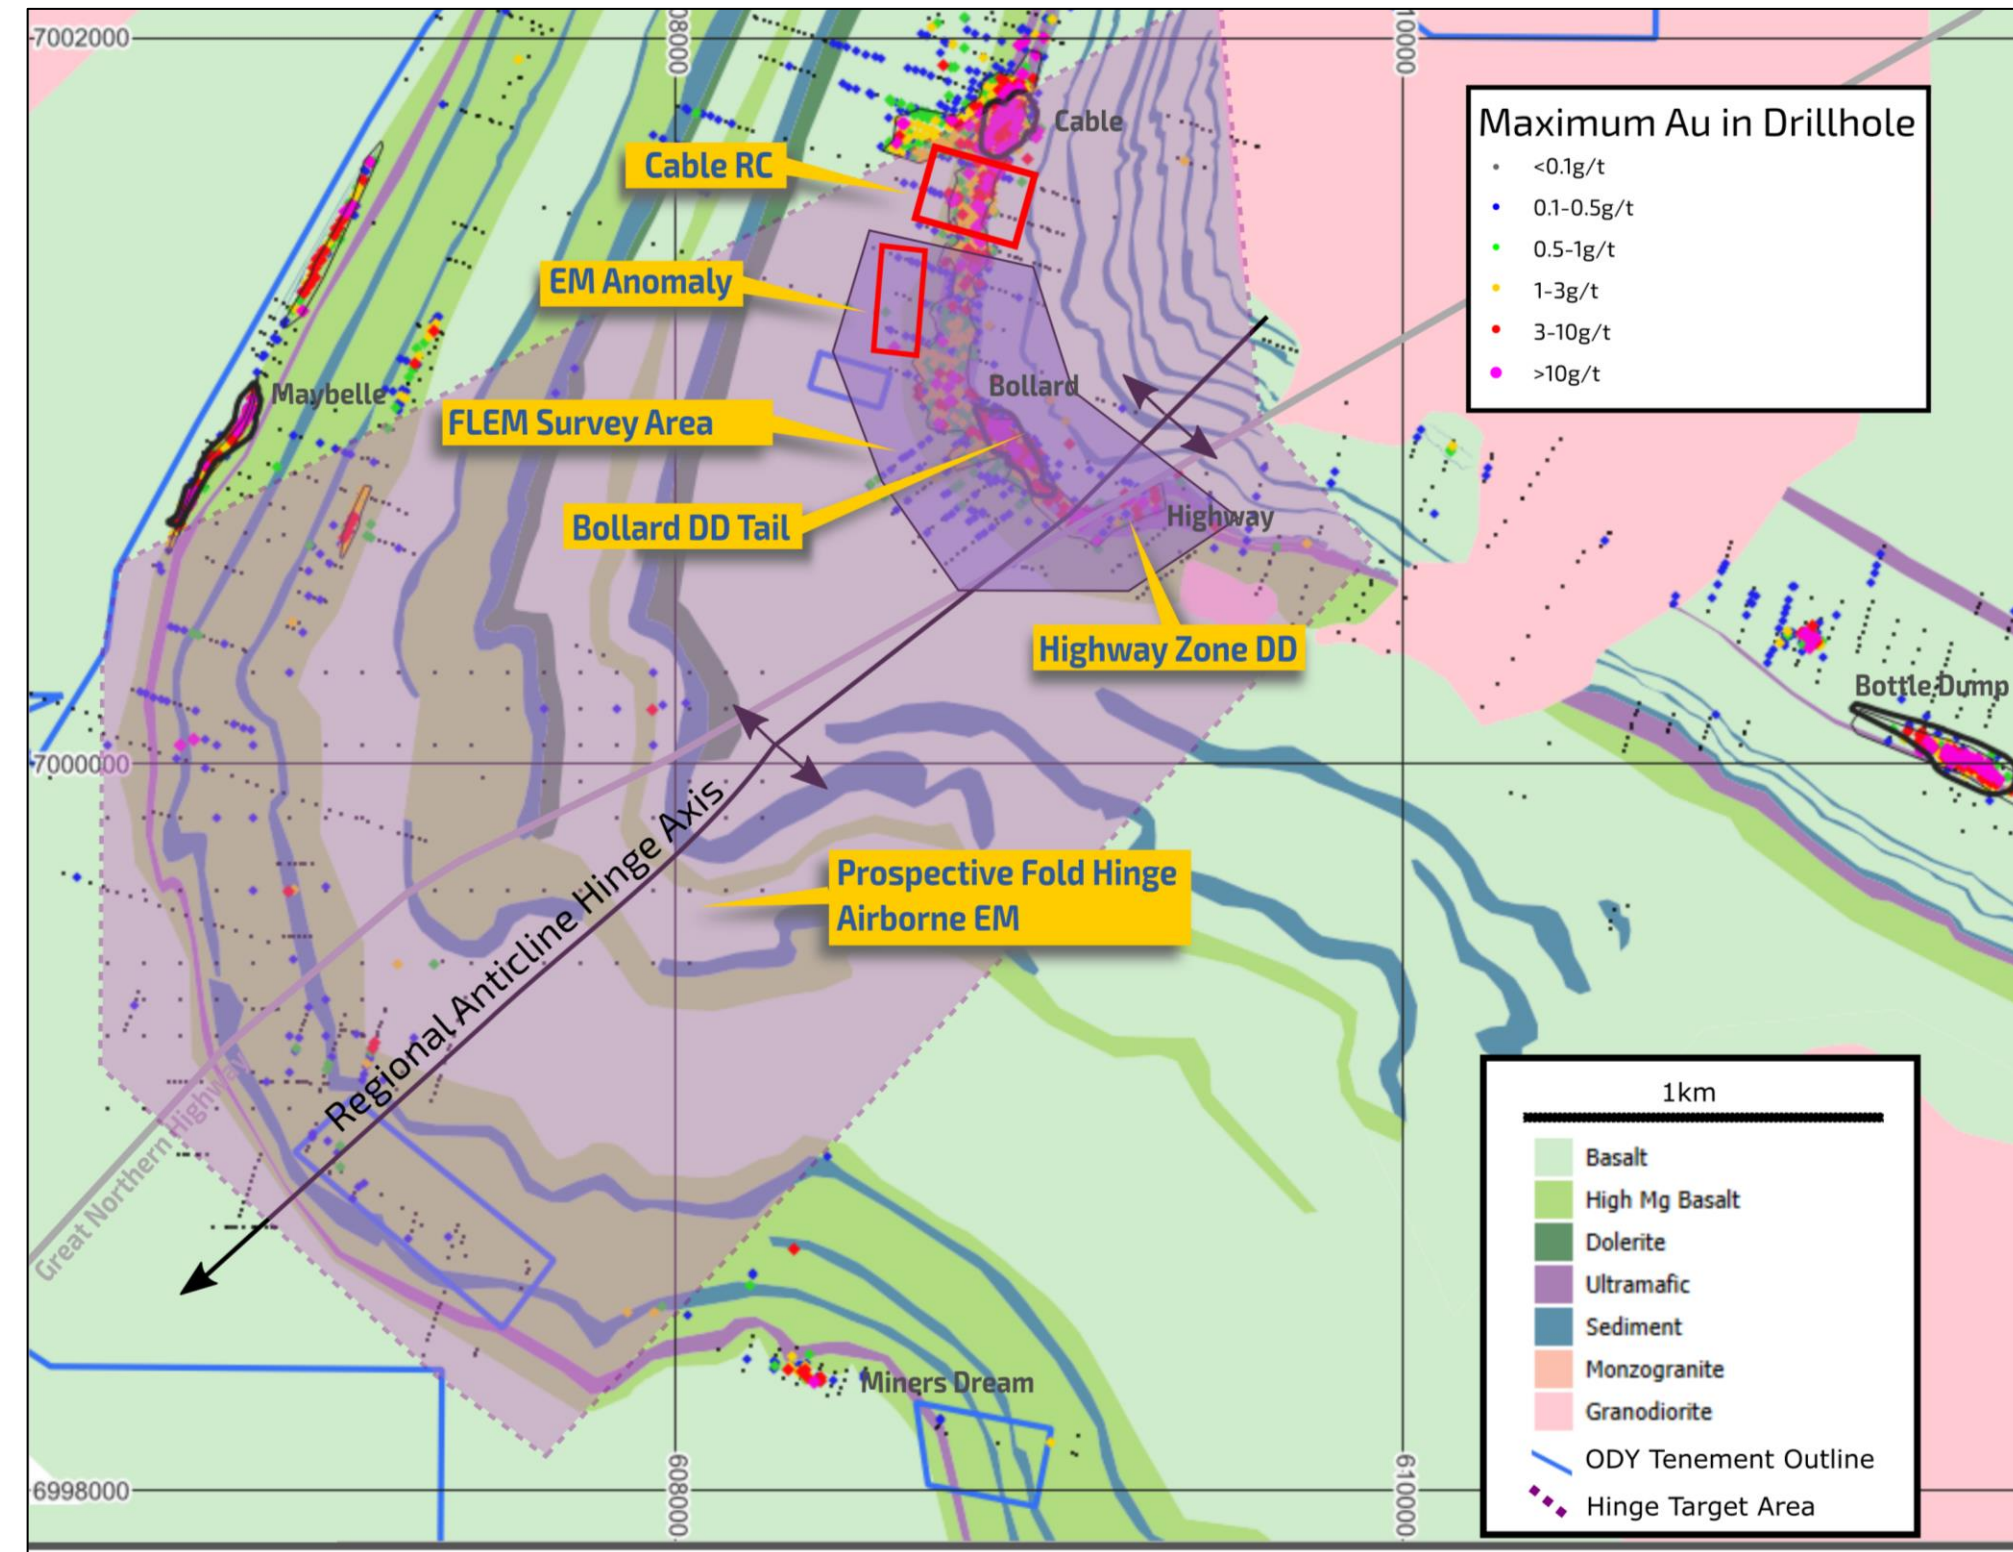 7002000
608000
610000
Maximum Au in Drillhole
<0.1g/t
0.1-0.5g/t
0.5-1g/t
1-3g/t
3-10g/t
>10g/t
Cable
Cable RC
EM Anomaly
Maybelle
Bollard
FLEM Survey Area
Bollard DD Tail
Highway
Highway Zone DD
Bottle Dump
7000000
Regional Anticline Hinge Axis
Prospective Fold Hinge
Airborne EM
Great Northern Highway
Miners Dream
6998000
608000
610000
1km
Basalt
High Mg Basalt
Dolerite
Ultramafic
Sediment
Monzogranite
Granodiorite
ODY Tenement Outline
Hinge Target Area